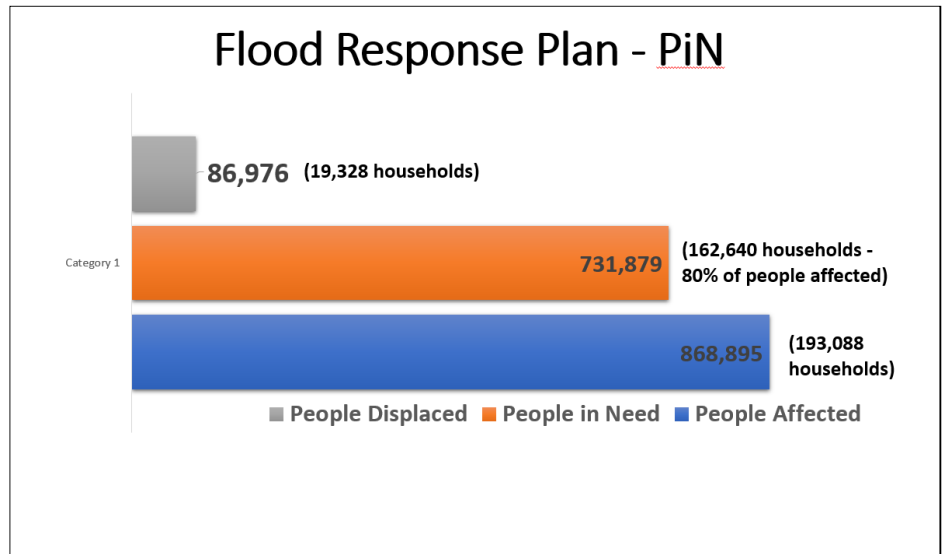 Flood Response Plan - PiN
86,976 (19,328 households)
Category 1
731,879
(162,640 households -
80% of people affected)
868,895
(193,088
households)
People Displaced People in Need People Affected